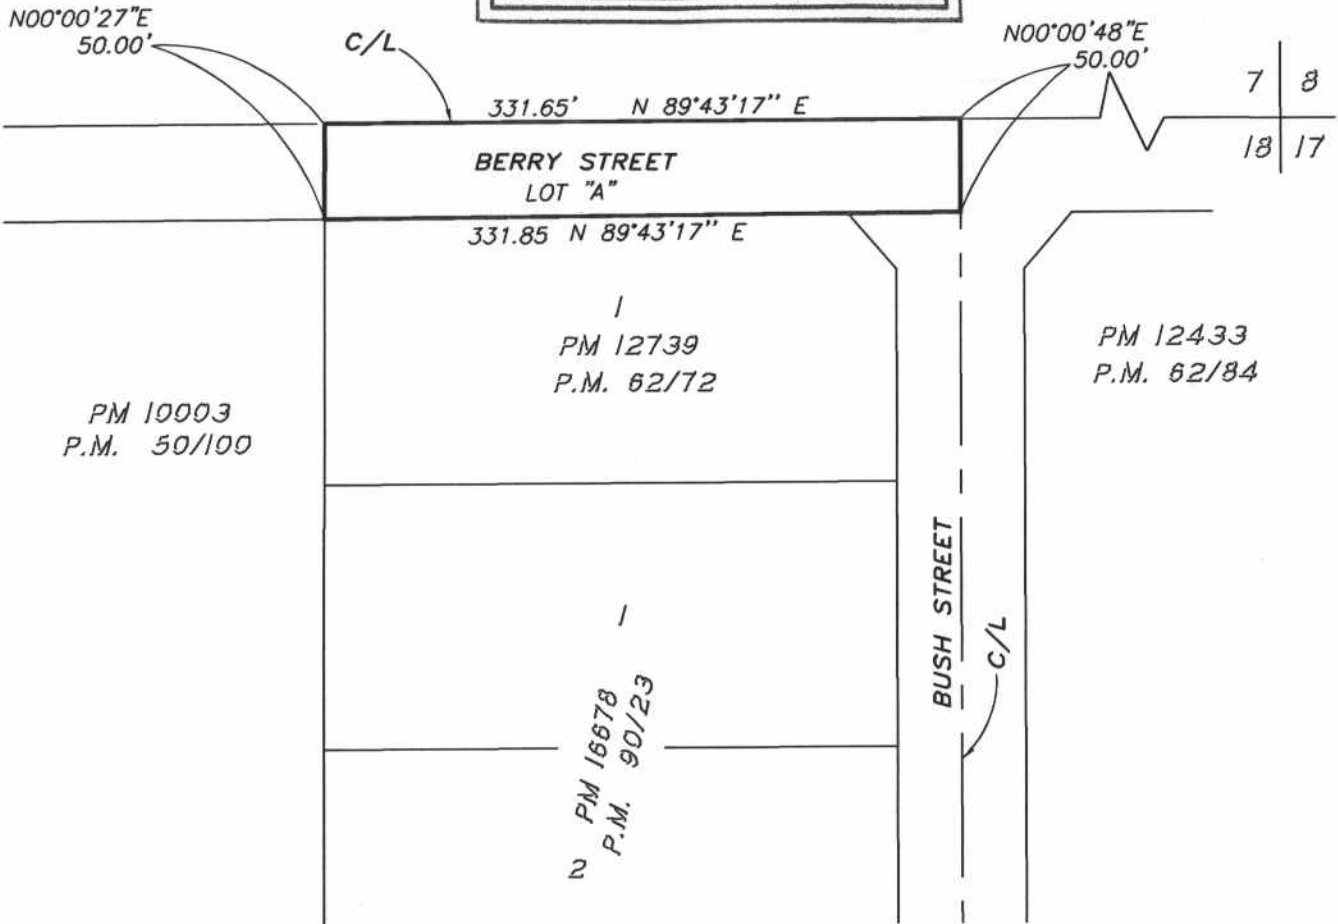 N00°00'27"E
50.00'
C/L
N00°00'48"E
50.00'
7 8
18 17
331.65' N 89°43'17" E
BERRY STREET
LOT "A"
331.85 N 89°43'17" E
1
PM 12739
P.M. 62/72
PM 12433
P.M. 62/84
PM 10003
P.M. 50/100
BUSH STREET
C/L
1
PM 16678
P.M. 90/23
2